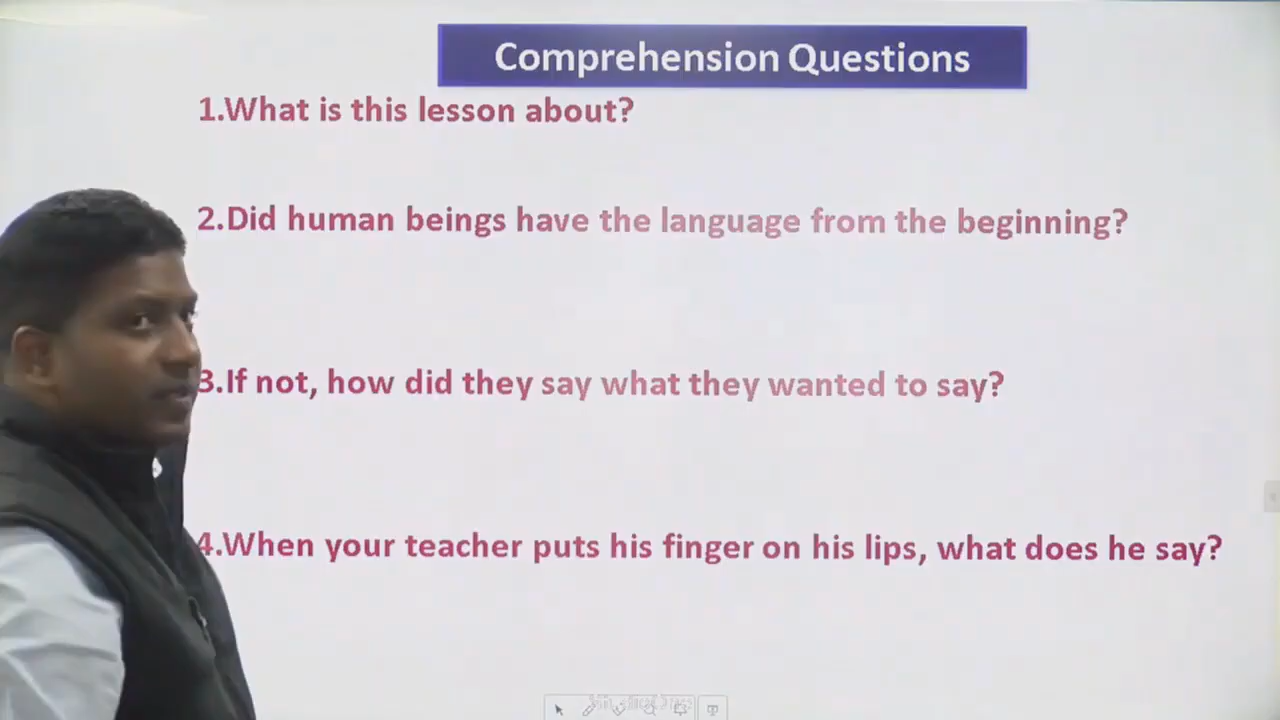 Comprehension Questions
1.What is this lesson about?
2.Did human beings have the language from the beginning?
3.If not, how did they say what they wanted to say?
4.When your teacher puts his finger on his lips, what does he say?